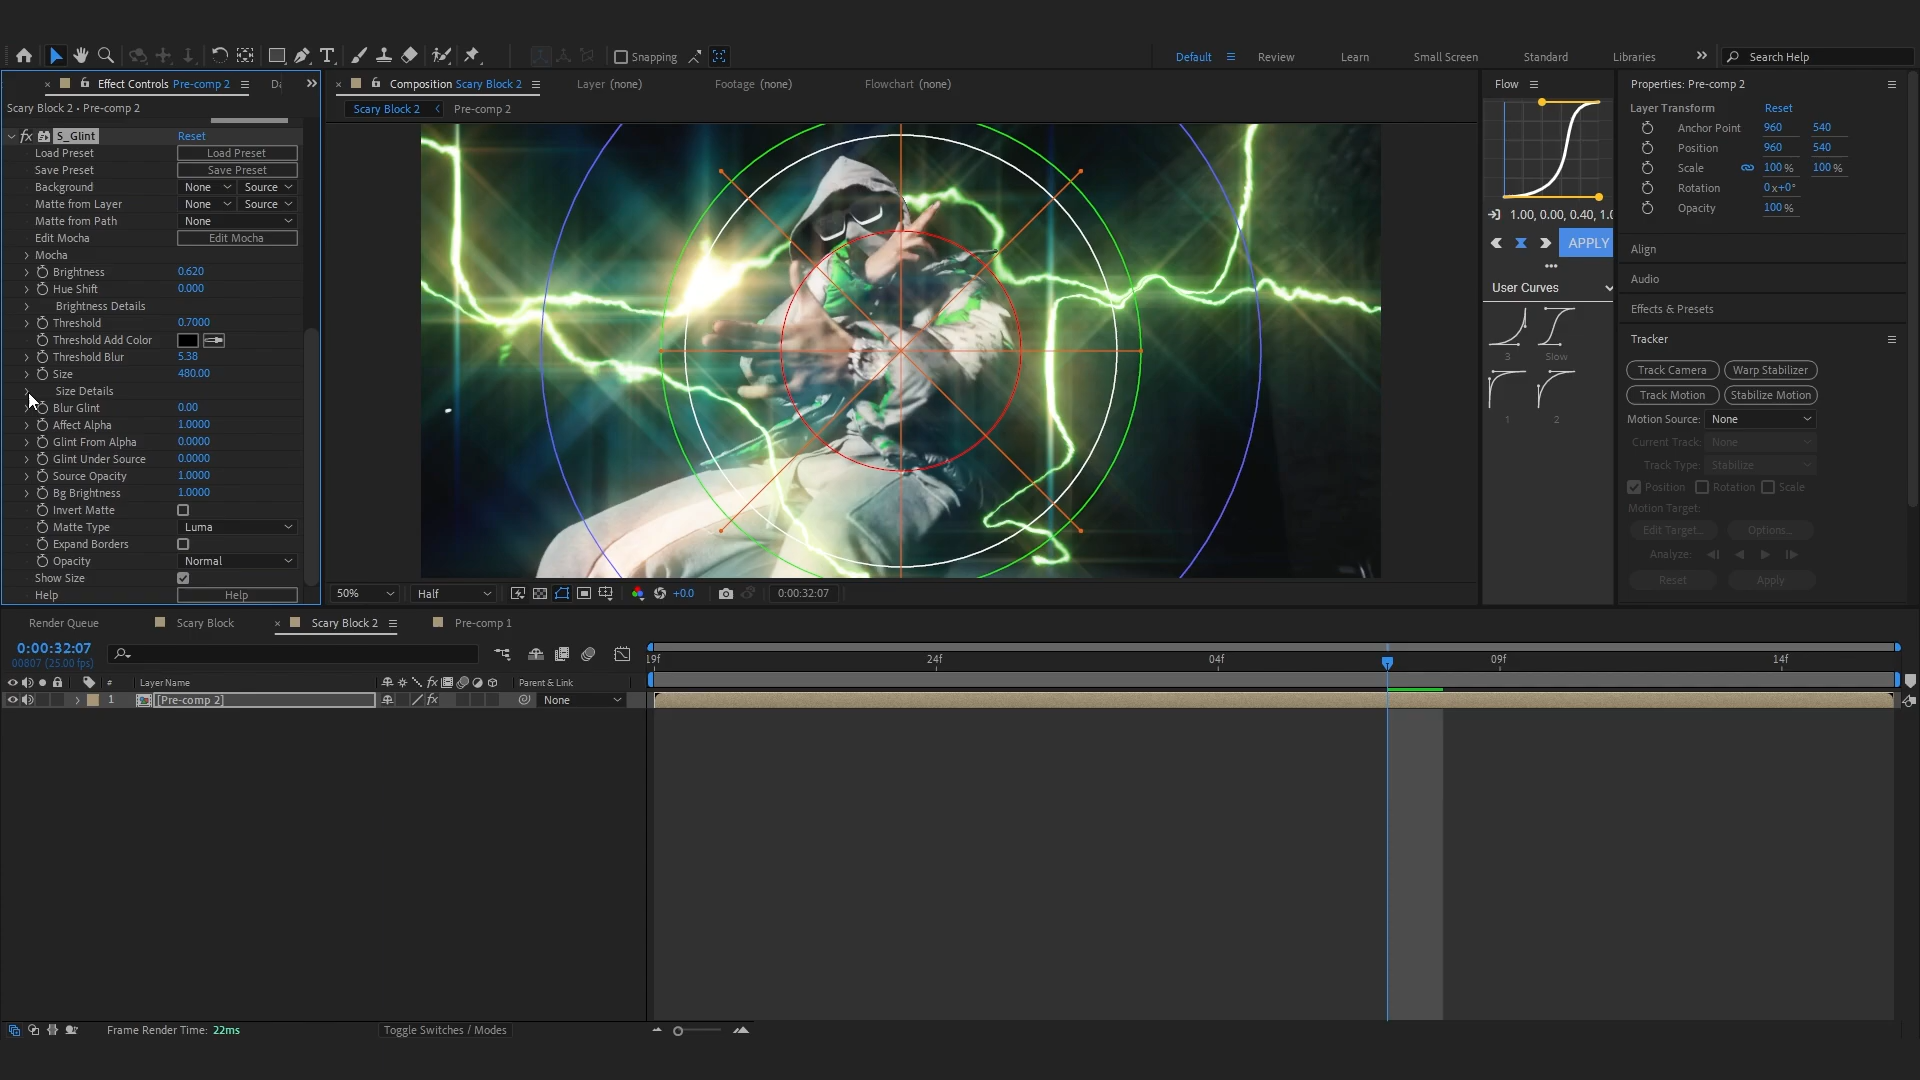 Snapping
Default
Review
Learn
Small Screen
Standard
Libraries
Search Help
Effect Controls Pre-comp 2
Composition Scary Block 2
Layer (none)
Footage (none)
Flowchart (none)
Flow
Properties: Pre-comp 2
Scary Block 2 • Pre-comp 2
Scary Block 2
Pre-comp 2
Layer Transform
Reset
fx S_Glint
Reset
Load Preset
Load Preset
Save Preset
Save Preset
Background
None
Source
Matte from Layer
None
Source
Matte from Path
None
Edit Mocha
Edit Mocha
Mocha
Brightness
0.620
Hue Shift
0.000
Brightness Details
Threshold
0.7000
Threshold Add Color
Threshold Blur
5.38
Size
480.00
Size Details
Blur Glint
0.00
Affect Alpha
1.0000
Glint From Alpha
0.0000
Glint Under Source
0.0000
Source Opacity
1.0000
Bg Brightness
1.0000
Invert Matte
Matte Type
Luma
Expand Borders
Opacity
Normal
Show Size
Help
Help
50%
Half
+0.0
0:00:32:07
1.00, 0.00, 0.40, 1.0
APPLY
User Curves
3
Slow
1
2
Anchor Point
960
540
Position
960
540
Scale
100 %
100 %
Rotation
0x+0°
Opacity
100 %
Align
Audio
Effects & Presets
Tracker
Track Camera
Warp Stabilizer
Track Motion
Stabilize Motion
Motion Source: None
Current Track: None
Track Type: Stabilize
Position
Rotation
Scale
Motion Target:
Edit Target...
Options...
Analyze:
Reset
Apply
Render Queue
Scary Block
Scary Block 2
Pre-comp 1
0:00:32:07
00807 (25.00 fps)
19f
24f
04f
09f
14f
#
Layer Name
fx
Parent & Link
1
[Pre-comp 2]
fx
None
Frame Render Time: 22ms
Toggle Switches / Modes